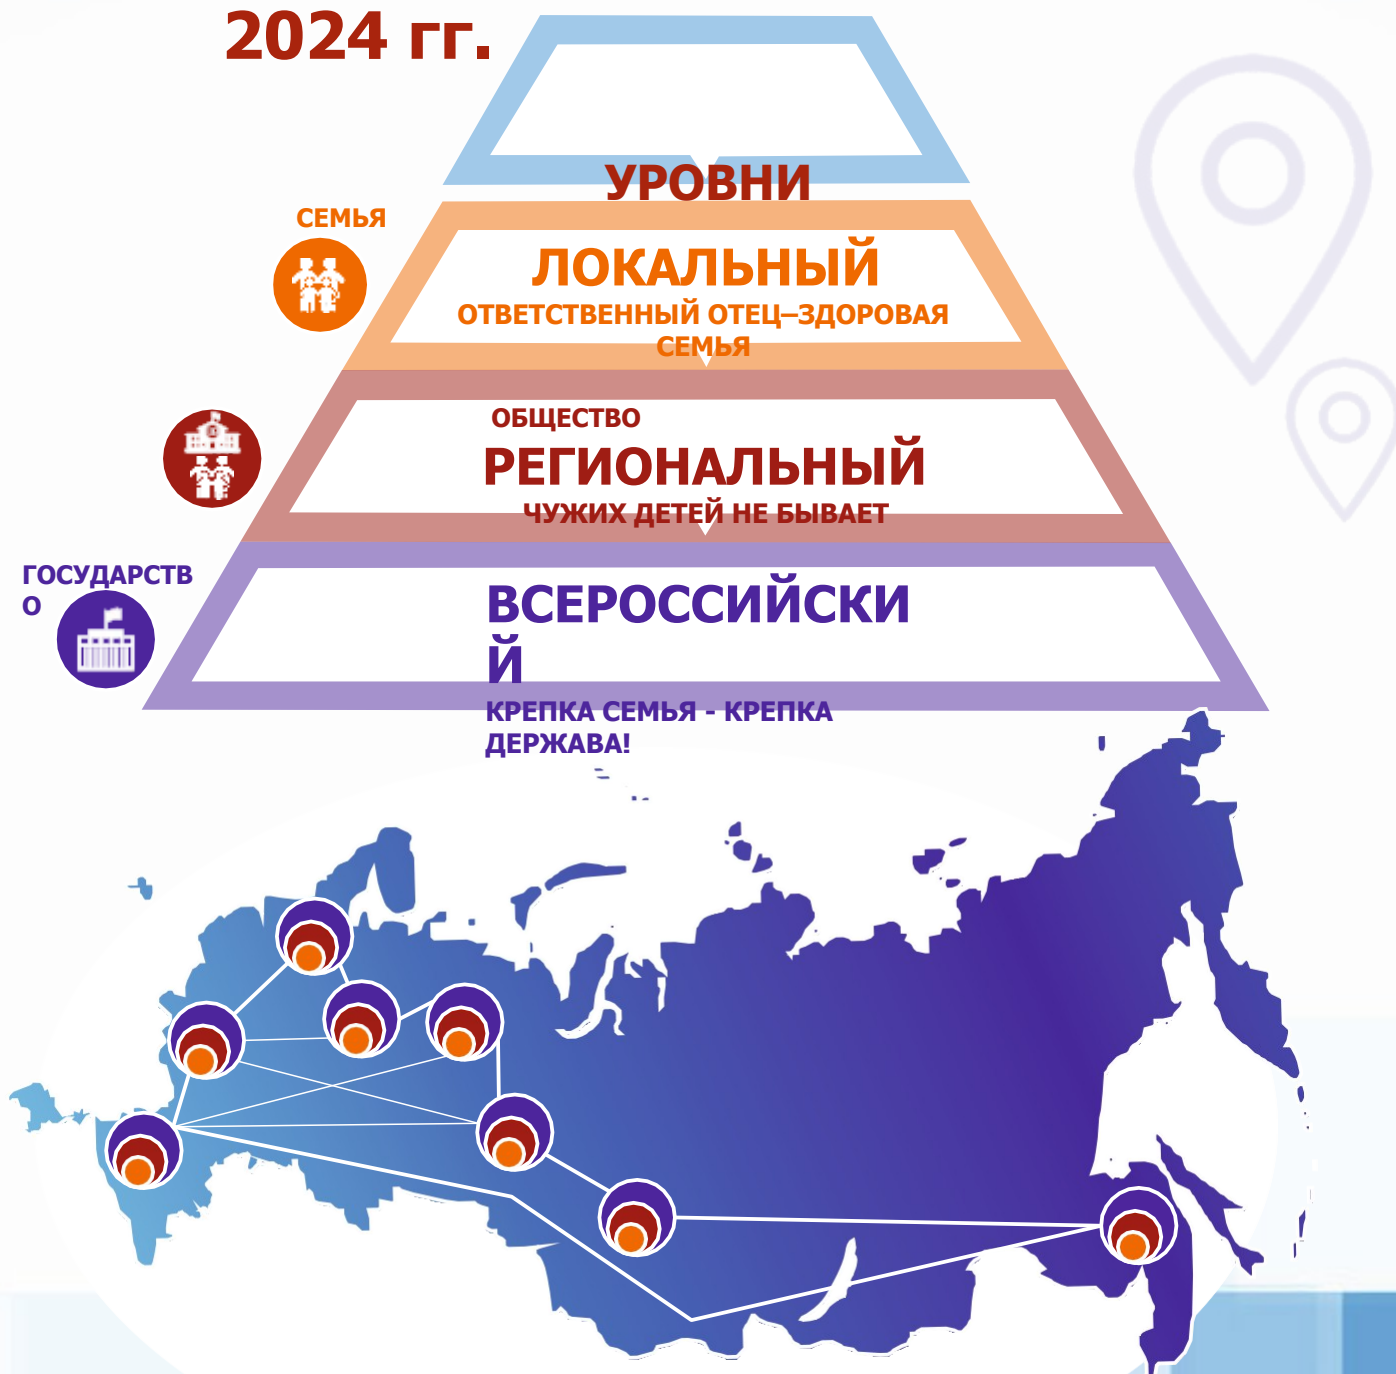 2024 гг.
УРОВНИ
СЕМЬЯ
ЛОКАЛЬНЫЙ
ОТВЕТСТВЕННЫЙ ОТЕЦ–ЗДОРОВАЯ
СЕМЬЯ
ОБЩЕСТВО
РЕГИОНАЛЬНЫЙ
ЧУЖИХ ДЕТЕЙ НЕ БЫВАЕТ
ГОСУДАРСТВ
О
ВСЕРОССИЙСКИ
Й
КРЕПКА СЕМЬЯ - КРЕПКА
ДЕРЖАВА!